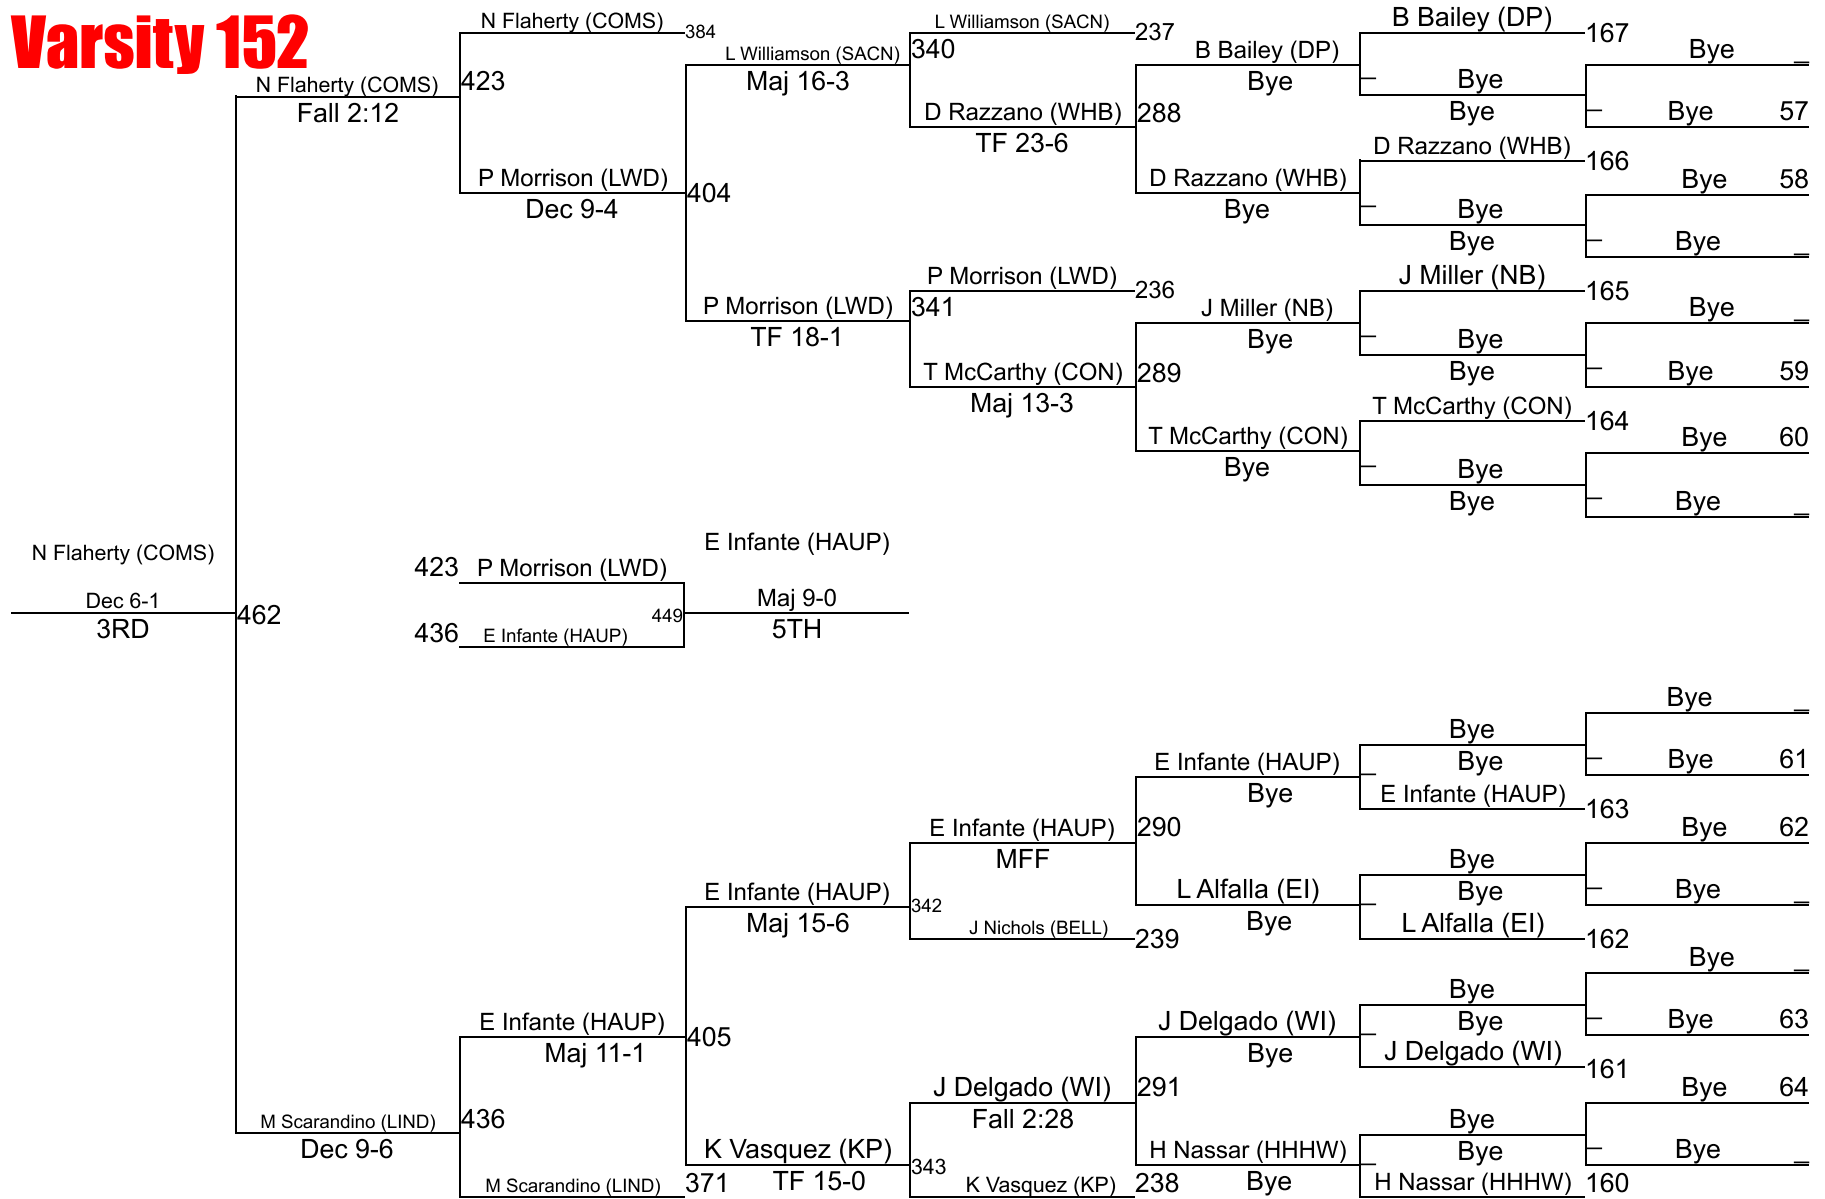 Varsity 152
N Flaherty (COMS)
384
L Williamson (SACN)
237
B Bailey (DP)
167
N Flaherty (COMS)
423
Fall 2:12
L Williamson (SACN)
340
Maj 16-3
B Bailey (DP)
Bye
Bye
_
Bye
Bye
_
Bye
57
D Razzano (WHB)
288
TF 23-6
D Razzano (WHB)
166
P Morrison (LWD)
404
Dec 9-4
D Razzano (WHB)
Bye
Bye
58
_
Bye
Bye
_
Bye
_
P Morrison (LWD)
236
J Miller (NB)
165
P Morrison (LWD)
341
TF 18-1
J Miller (NB)
Bye
Bye
_
_
Bye
Bye
_
Bye
59
T McCarthy (CON)
289
Maj 13-3
T McCarthy (CON)
164
T McCarthy (CON)
Bye
Bye
60
_
Bye
Bye
_
Bye
_
N Flaherty (COMS)
Dec 6-1
3RD
462
423
P Morrison (LWD)
436
E Infante (HAUP)
449
E Infante (HAUP)
Maj 9-0
5TH
Bye
_
Bye
Bye
_
Bye
61
E Infante (HAUP)
Bye
_
E Infante (HAUP)
163
E Infante (HAUP)
290
MFF
Bye
62
Bye
Bye
_
Bye
_
E Infante (HAUP)
342
Maj 15-6
L Alfalla (EI)
Bye
_
L Alfalla (EI)
162
J Nichols (BELL)
239
Bye
_
Bye
Bye
_
Bye
63
E Infante (HAUP)
405
Maj 11-1
J Delgado (WI)
Bye
_
J Delgado (WI)
161
J Delgado (WI)
291
Fall 2:28
Bye
64
M Scarandino (LIND)
436
Dec 9-6
Bye
Bye
_
Bye
_
K Vasquez (KP)
343
TF 15-0
H Nassar (HHHW)
Bye
_
M Scarandino (LIND)
371
K Vasquez (KP)
238
H Nassar (HHHW)
160